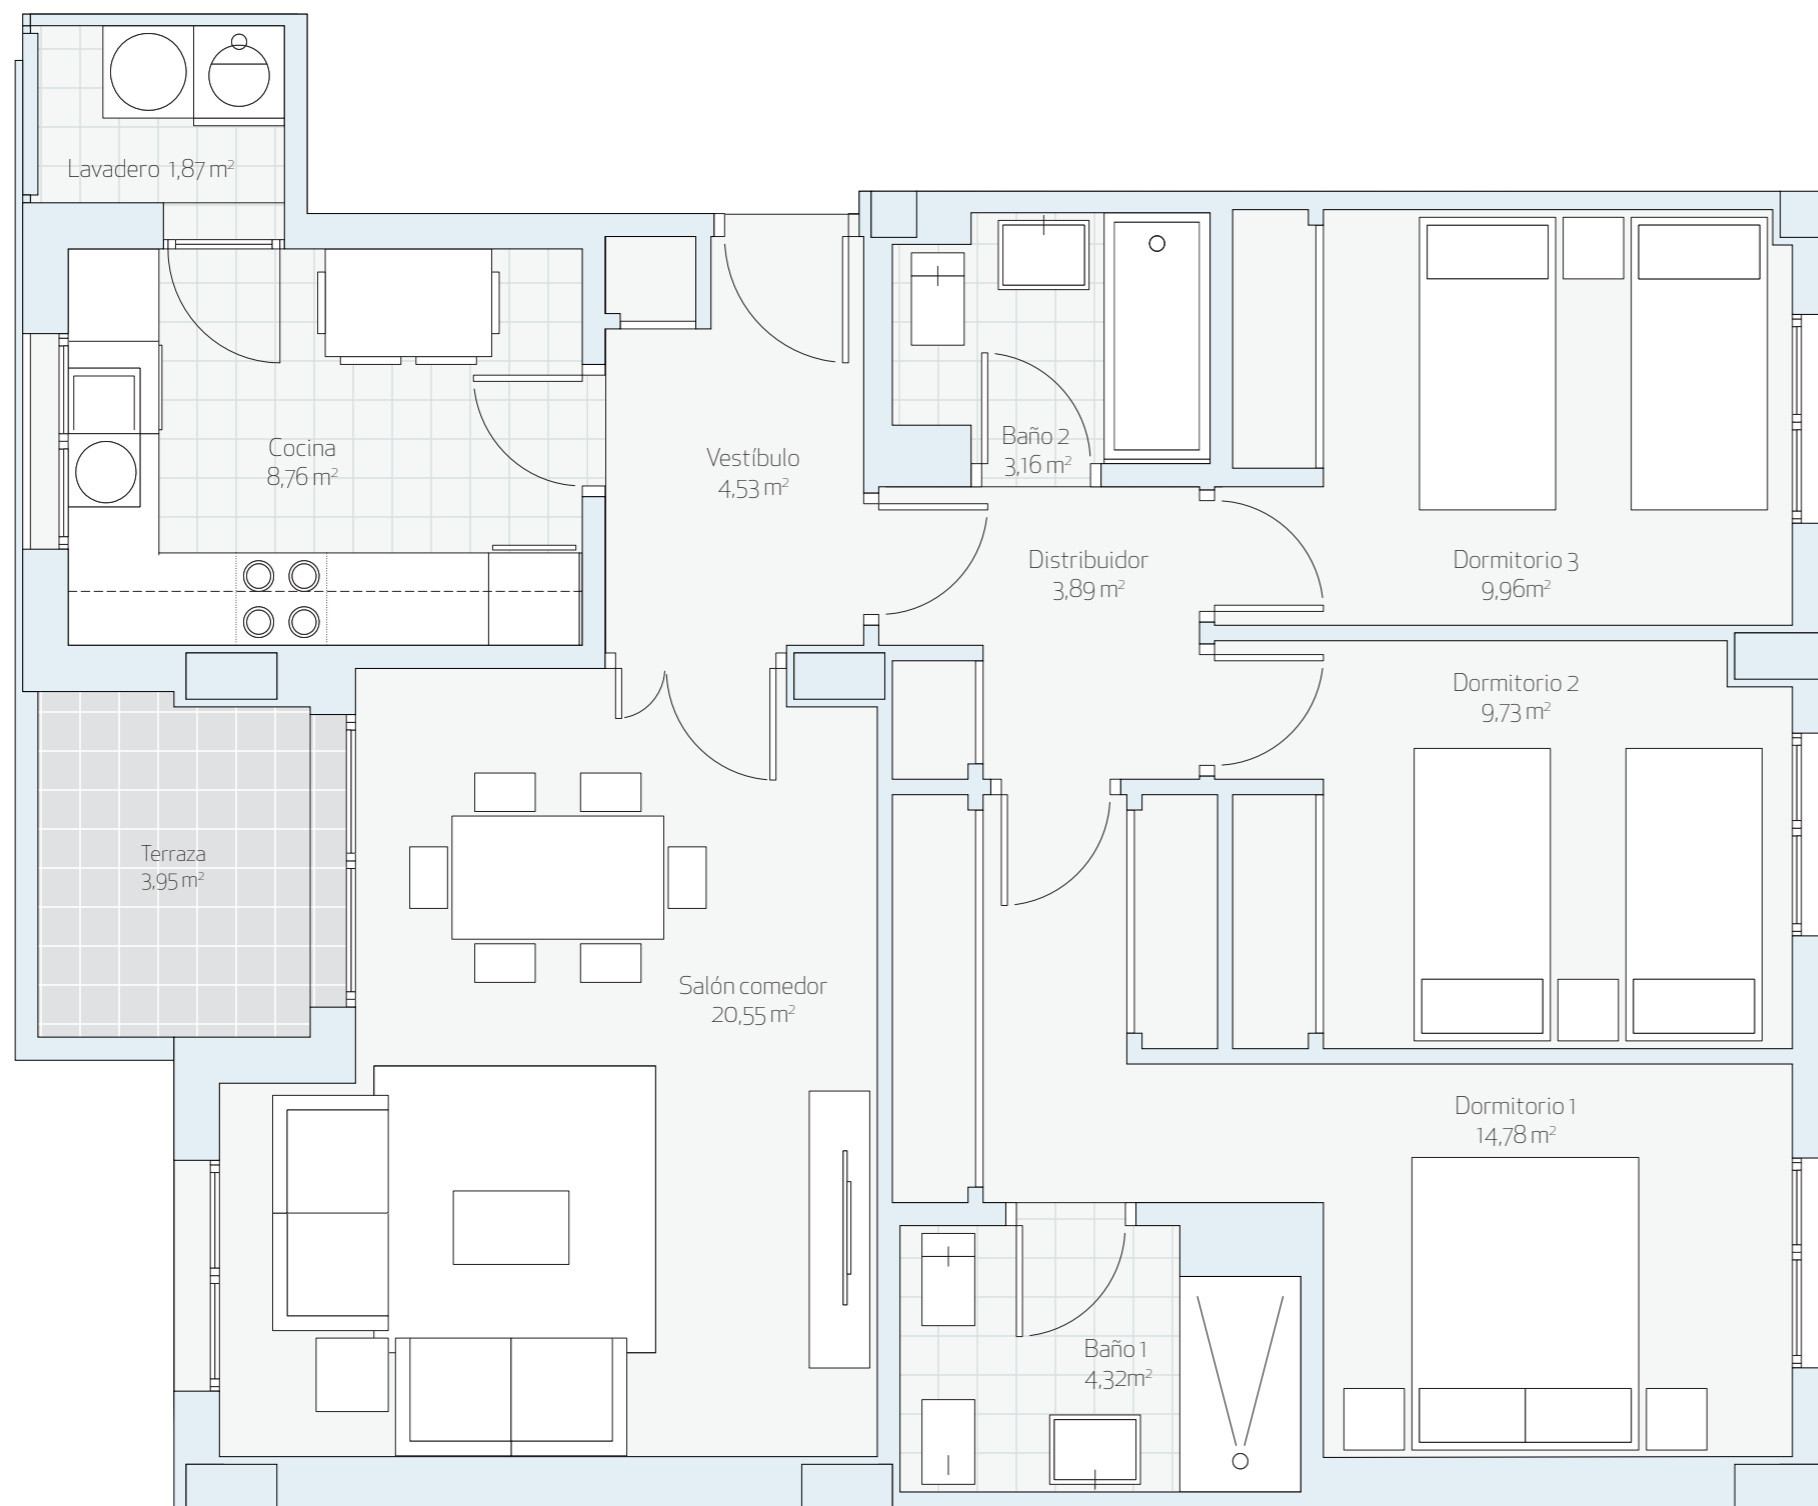 Lavadero 1,87 m²
Cocina
8,76 m²
Vestíbulo
4,53 m²
Baño 2
3,16 m²
Distribuidor
3,89 m²
Dormitorio 3
9,96m²
Dormitorio 2
9,73 m²
Terraza
3,95 m²
Salón comedor
20,55 m²
Dormitorio 1
14,78 m²
Baño 1
4,32m²